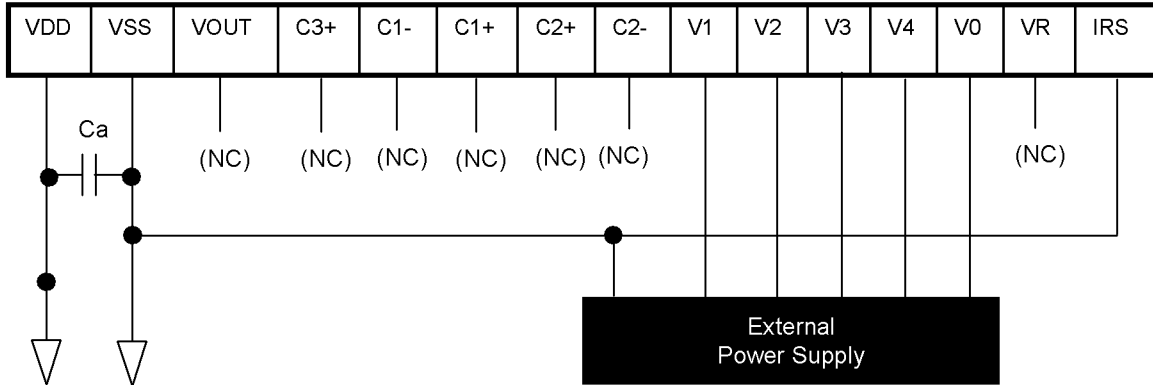 VDD VSS VOUT C3+ C1- C1+ C2+ C2- V1 V2 V3 V4 V0 VR IRS
Ca
(NC) (NC) (NC) (NC) (NC) (NC) (NC)
External
Power Supply